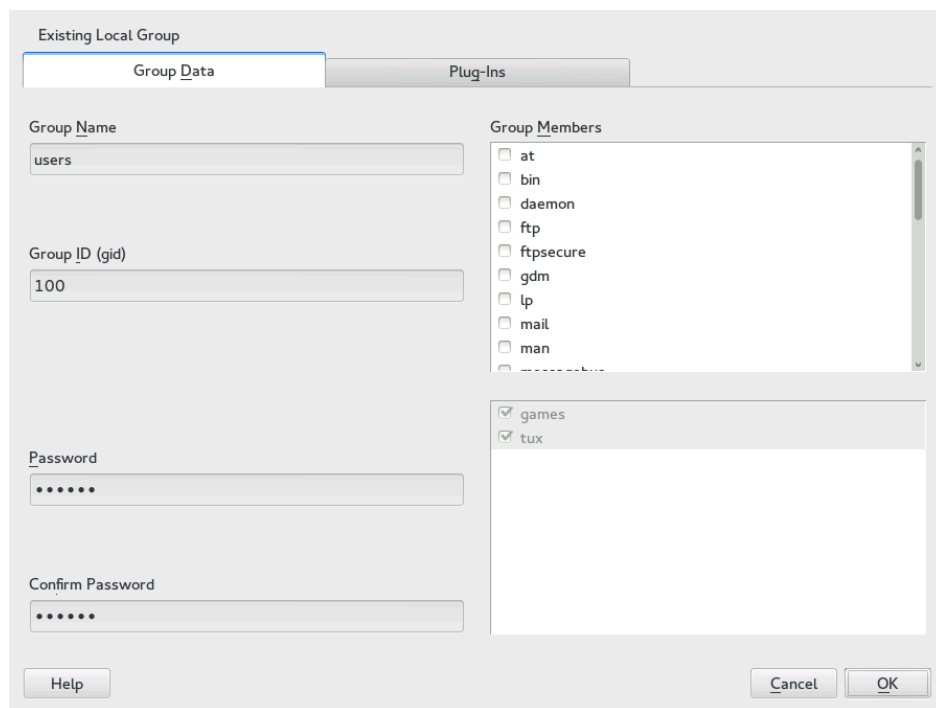 Existing Local Group
Group Data
Plug-Ins
Group Name
users
Group ID (gid)
100
Password
••••••
Confirm Password
••••••
Group Members
at
bin
daemon
ftp
ftpsecure
gdm
lp
mail
man
games
tux
Help
Cancel
OK